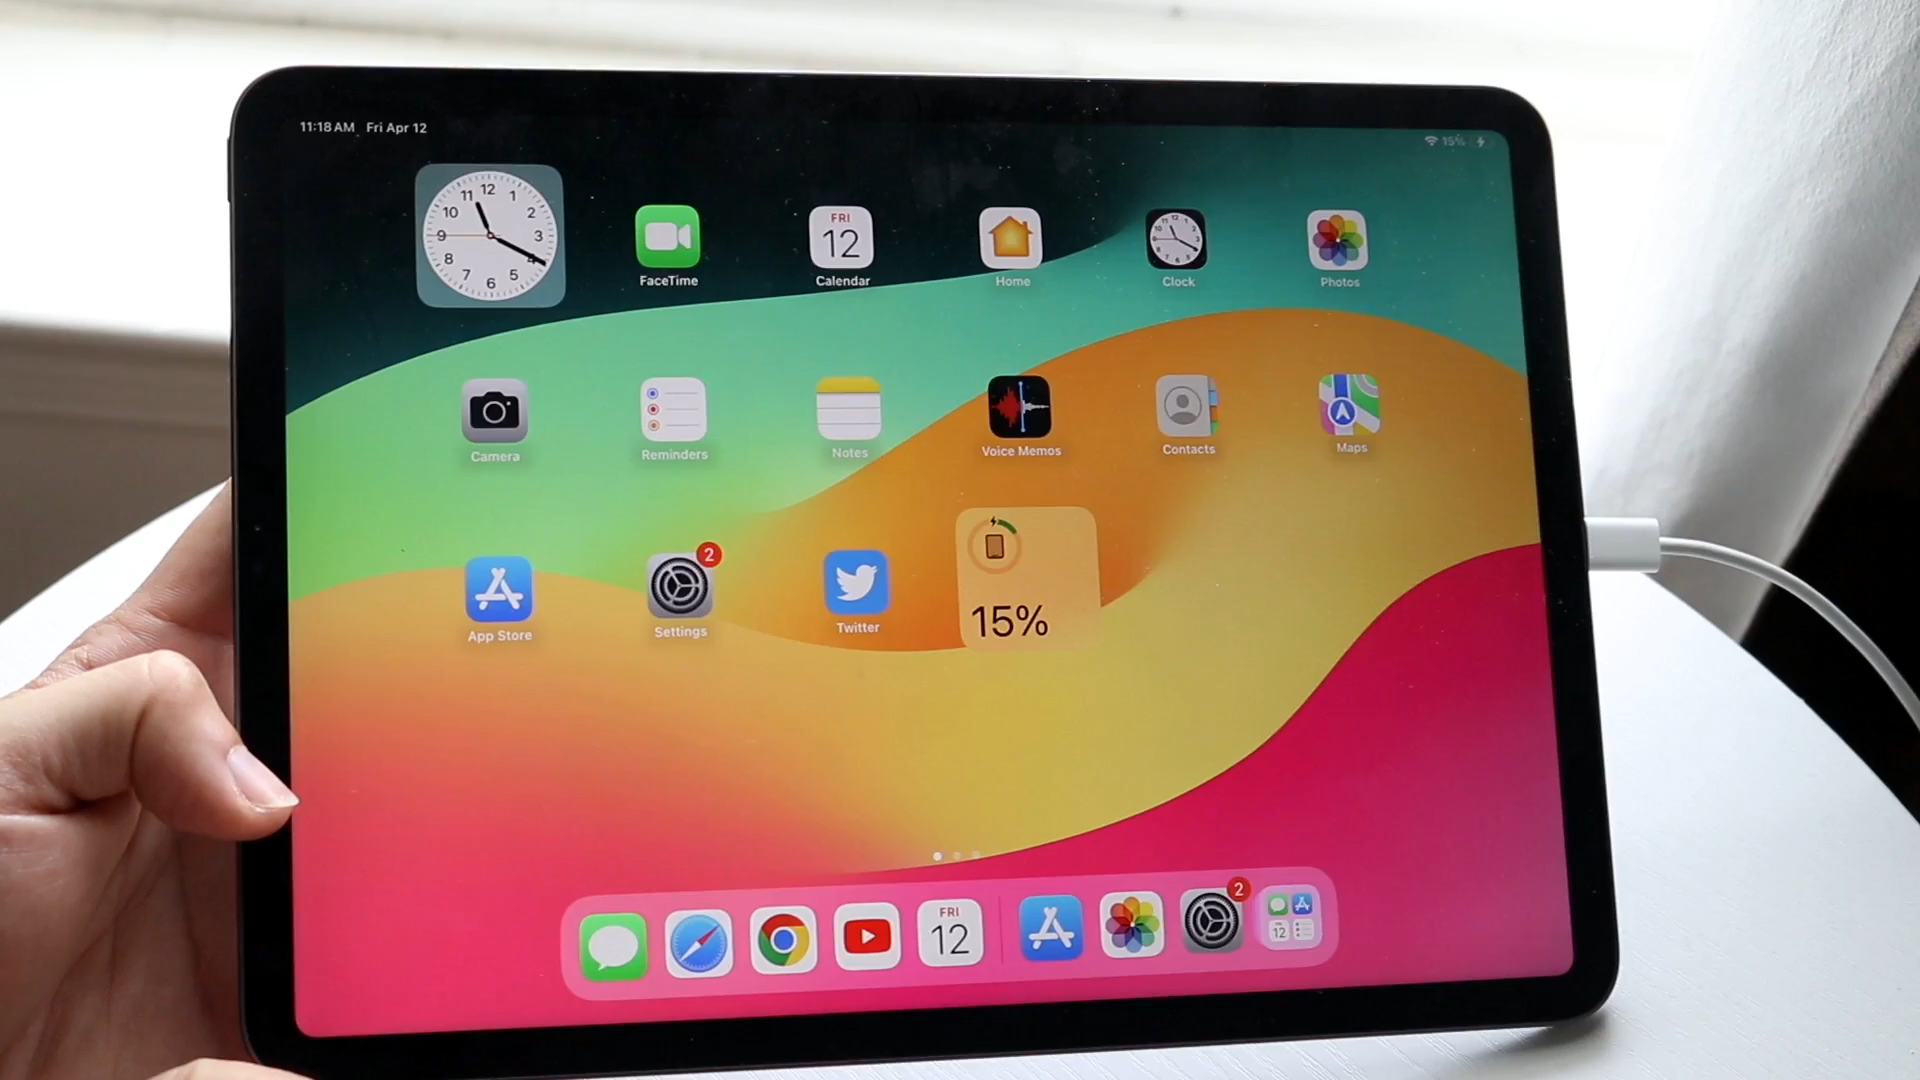 11:18 AM Fri Apr 12
15%
12 1 2 3 4 5 6 7 8 9 10 11
FaceTime
FRI
12
Calendar
Home
Clock
Photos
Camera
Reminders
Notes
Voice Memos
Contacts
Maps
App Store
2
Settings
Twitter
15%
FRI
12
2
12